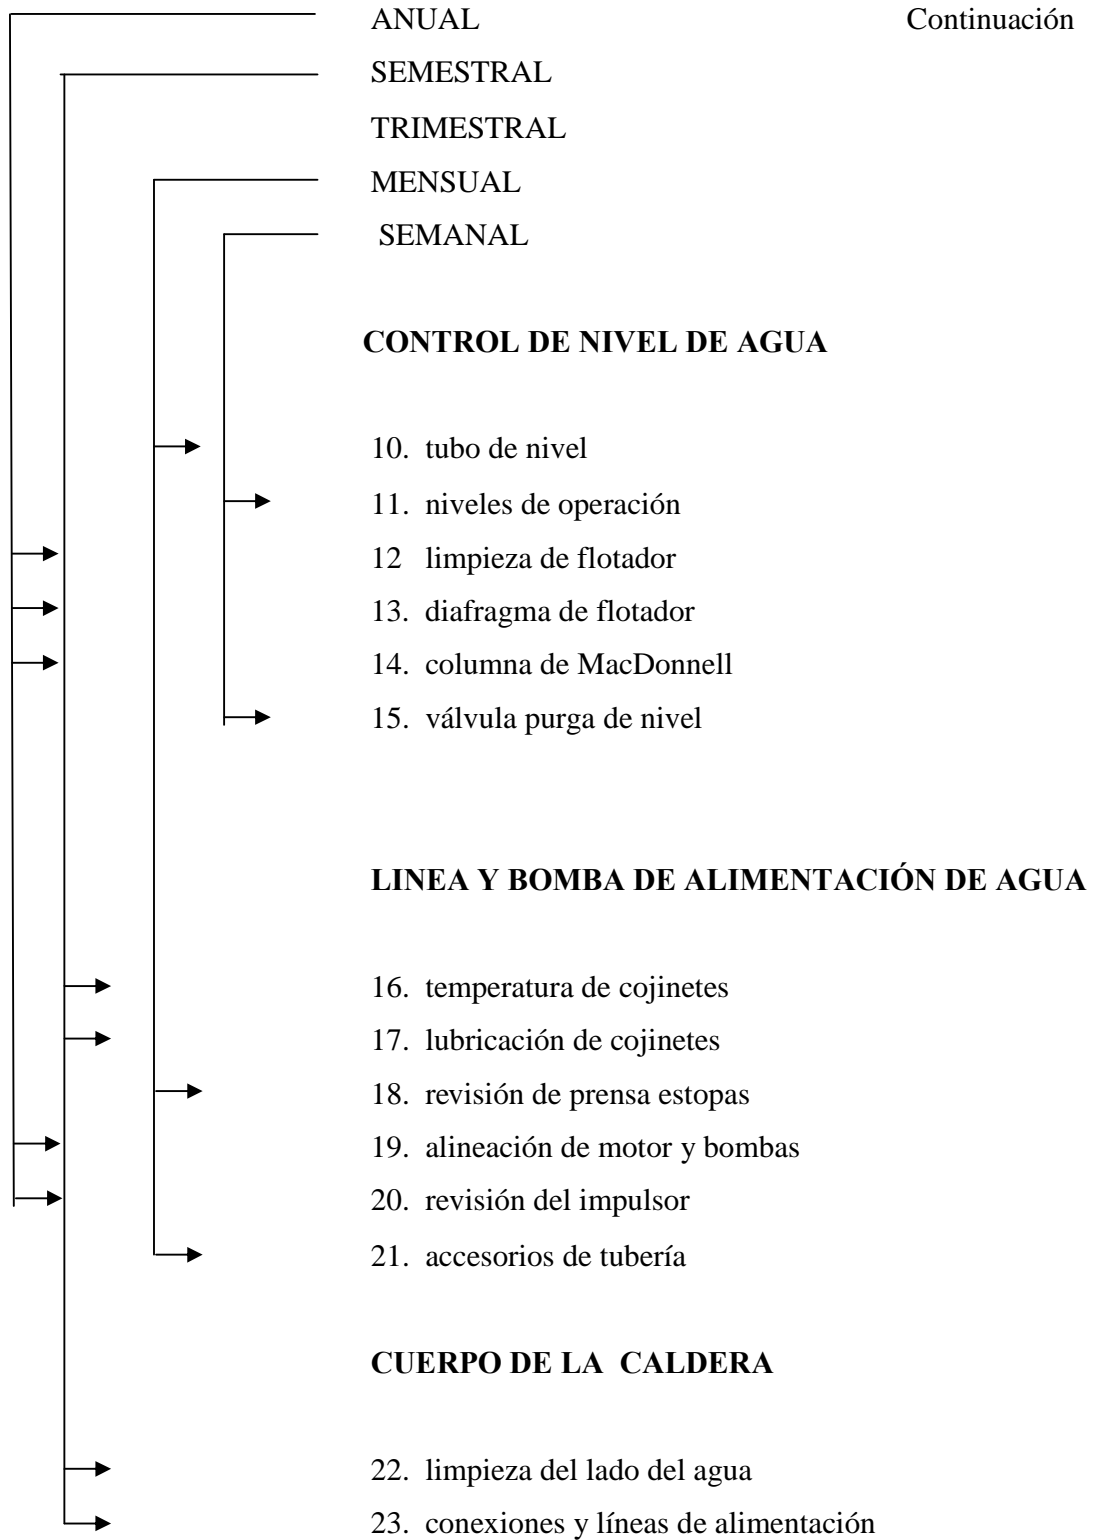 ANUAL Continuación
SEMESTRAL
TRIMESTRAL
MENSUAL
SEMANAL
CONTROL DE NIVEL DE AGUA
10. tubo de nivel
11. niveles de operación
12 limpieza de flotador
13. diafragma de flotador
14. columna de MacDonnell
15. válvula purga de nivel
LINEA Y BOMBA DE ALIMENTACIÓN DE AGUA
16. temperatura de cojinetes
17. lubricación de cojinetes
18. revisión de prensa estopas
19. alineación de motor y bombas
20. revisión del impulsor
21. accesorios de tubería
CUERPO DE LA CALDERA
22. limpieza del lado del agua
23. conexiones y líneas de alimentación